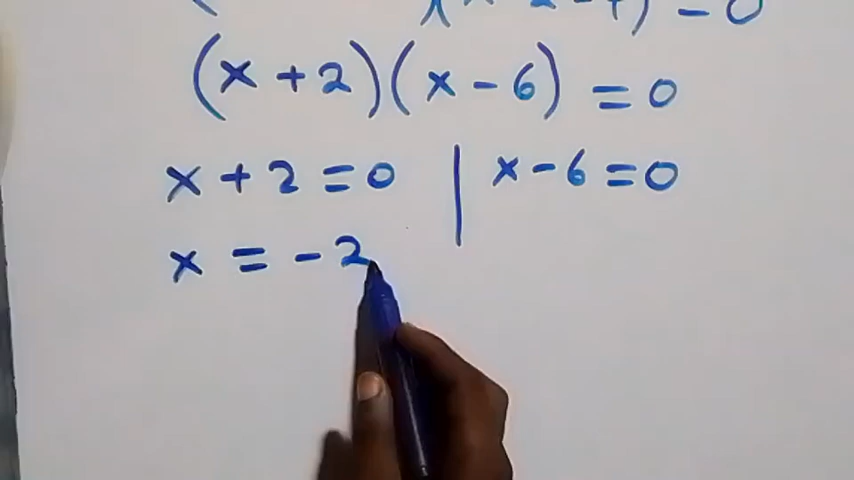 (x + 2)(x - 6) = 0
x + 2 = 0 | x - 6 = 0
x = - 2